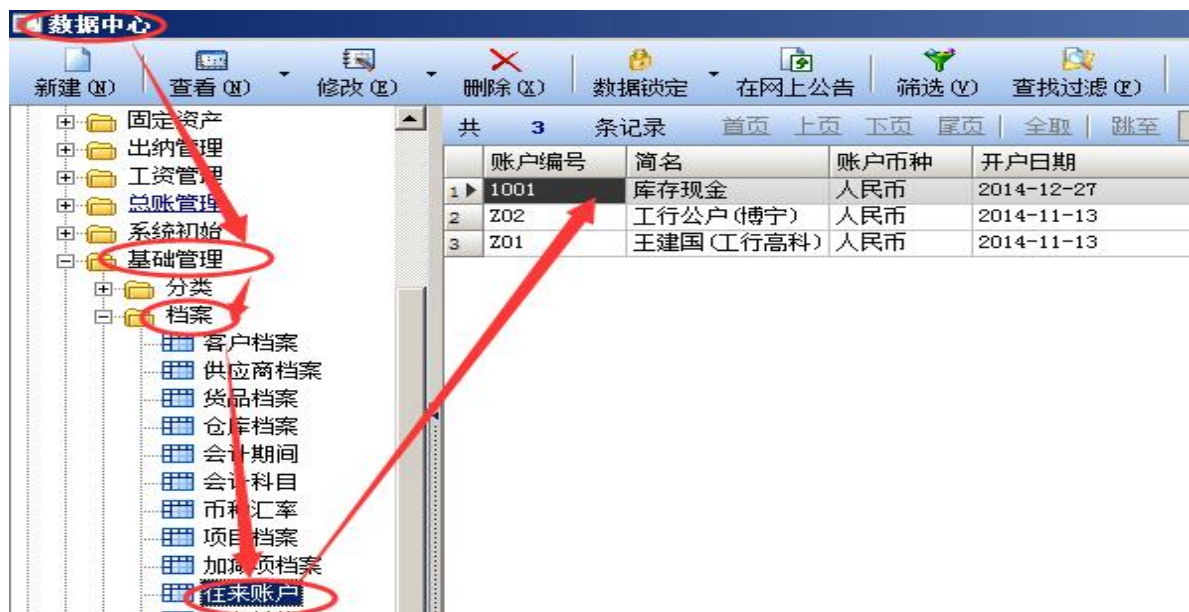 数据中心
新建(N) 查看(W) 修改(E) 删除(X) 数据锁定 在网上公告 筛选(V) 查找过滤(F)
固定资产
出纳管理
工资管理
总账管理
系统初始
基础管理
分类
档案
客户档案
供应商档案
货品档案
仓库档案
会计期间
会计科目
币种汇率
项目档案
加减项档案
往来账户
共 3 条记录 首页 上页 下页 尾页 全取 跳至
账户编号 简名 账户币种 开户日期
1 1001 库存现金 人民币 2014-12-27
2 Z02 工行公户(博宁) 人民币 2014-11-13
3 Z01 王建国(工行高科) 人民币 2014-11-13